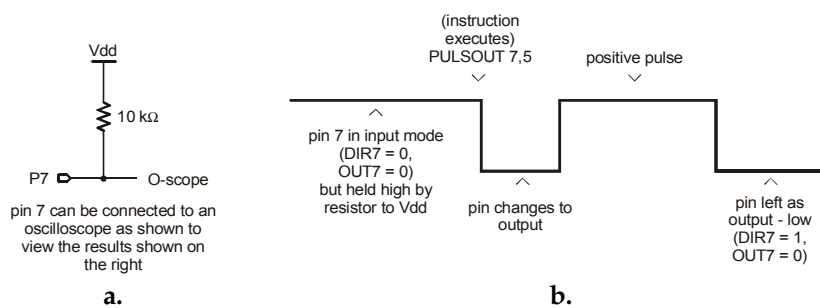 Vdd
10 kΩ
P7
O-scope
pin 7 can be connected to an
oscilloscope as shown to
view the results shown on
the right
a.
(instruction
executes)
PULSOUT 7,5
positive pulse
pin 7 in input mode
(DIR7 = 0,
OUT7 = 0)
but held high by
resistor to Vdd
pin changes to
output
pin left as
output - low
(DIR7 = 1,
OUT7 = 0)
b.